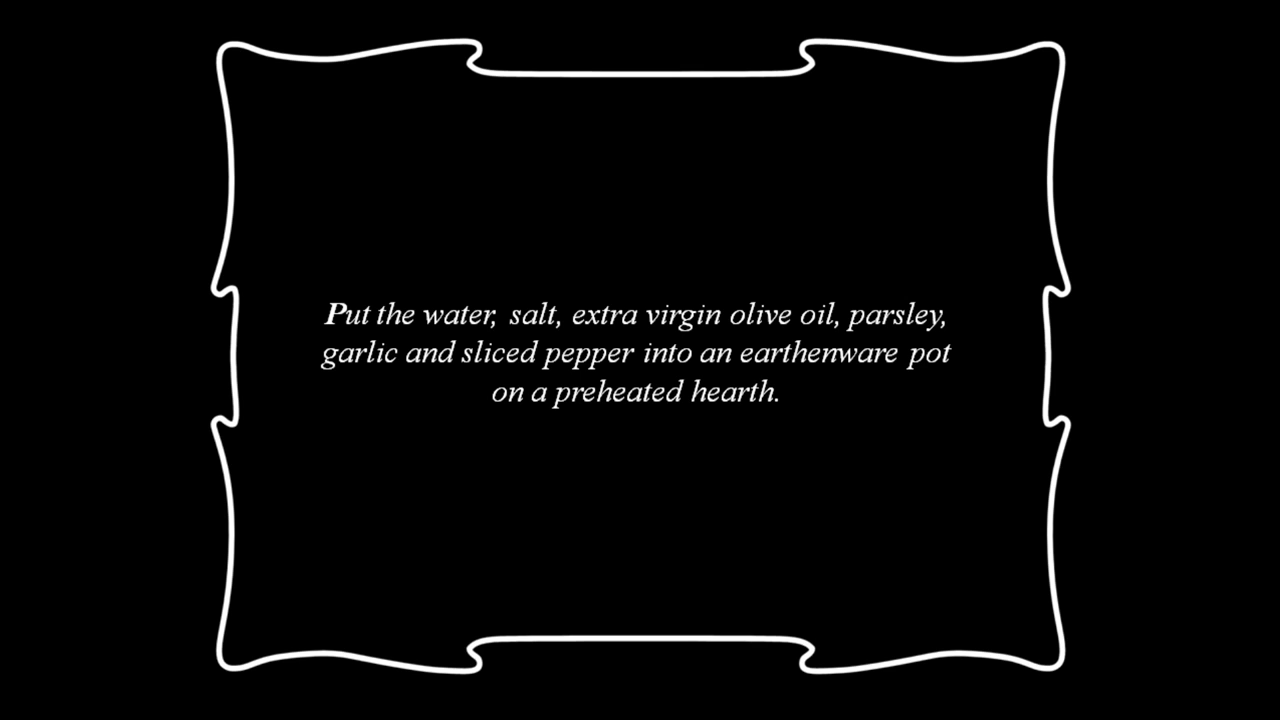 Put the water, salt, extra virgin olive oil, parsley,
garlic and sliced pepper into an earthenware pot
on a preheated hearth.